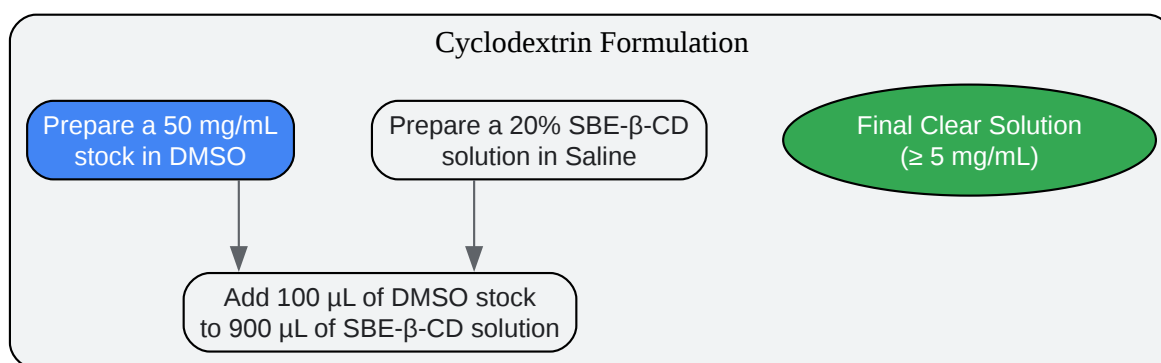 Cyclodextrin Formulation
Prepare a 50 mg/mL
stock in DMSO
Prepare a 20% SBE-β-CD
solution in Saline
Final Clear Solution
(≥ 5 mg/mL)
Add 100 µL of DMSO stock
to 900 µL of SBE-β-CD solution